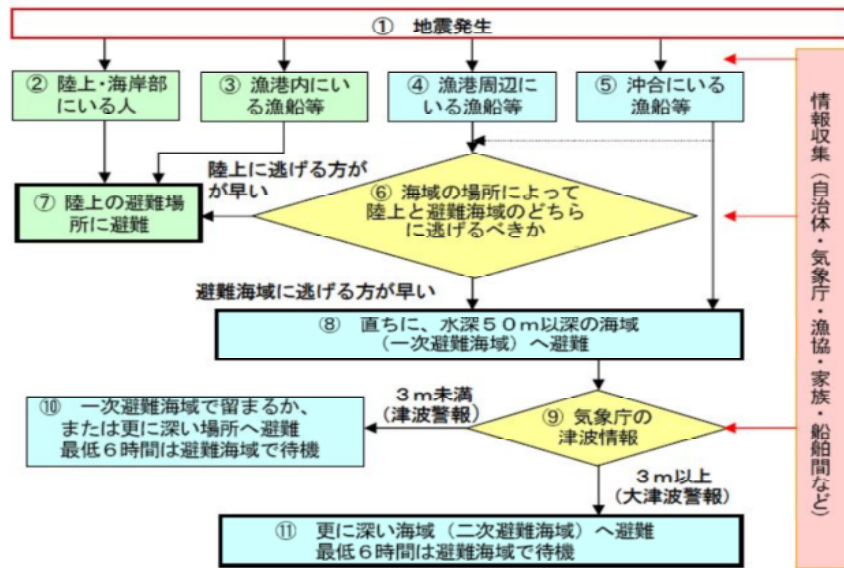 ① 地震発生
② 陸上・海岸部
にいる人
③ 漁港内にい
る漁船等
④ 漁港周辺に
いる漁船等
⑤ 沖合にいる
漁船等
陸上に逃げる方が
が早い
⑥ 海域の場所によって
陸上と避難海域のどちら
に逃げるべきか
⑦ 陸上の避難場
所に避難
避難海域に逃げる方が早い
⑧ 直ちに、水深50m以深の海域
(一次避難海域)へ避難
3m未満
(津波警報)
⑨ 気象庁の
津波情報
⑩ 一次避難海域で留まるか、
または更に深い場所へ避難
最低6時間は避難海域で待機
3m以上
(大津波警報)
⑪ 更に深い海域(二次避難海域)へ避難
最低6時間は避難海域で待機
情報収集(自治体・気象庁・漁協・家族・船舶間など)